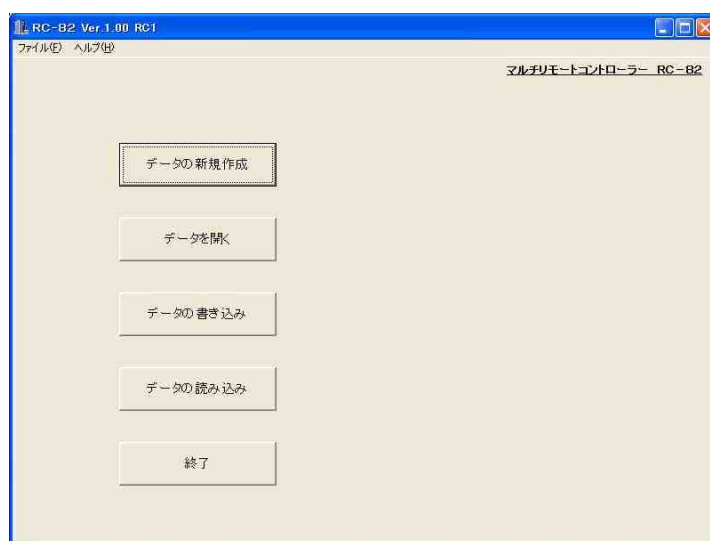 RC-82 Ver.1.00 RC1
ファイル(F) ヘルプ(H)
マルチリモートコントローラー RC-82
データの新規作成
データを開く
データの書き込み
データの読み込み
終了